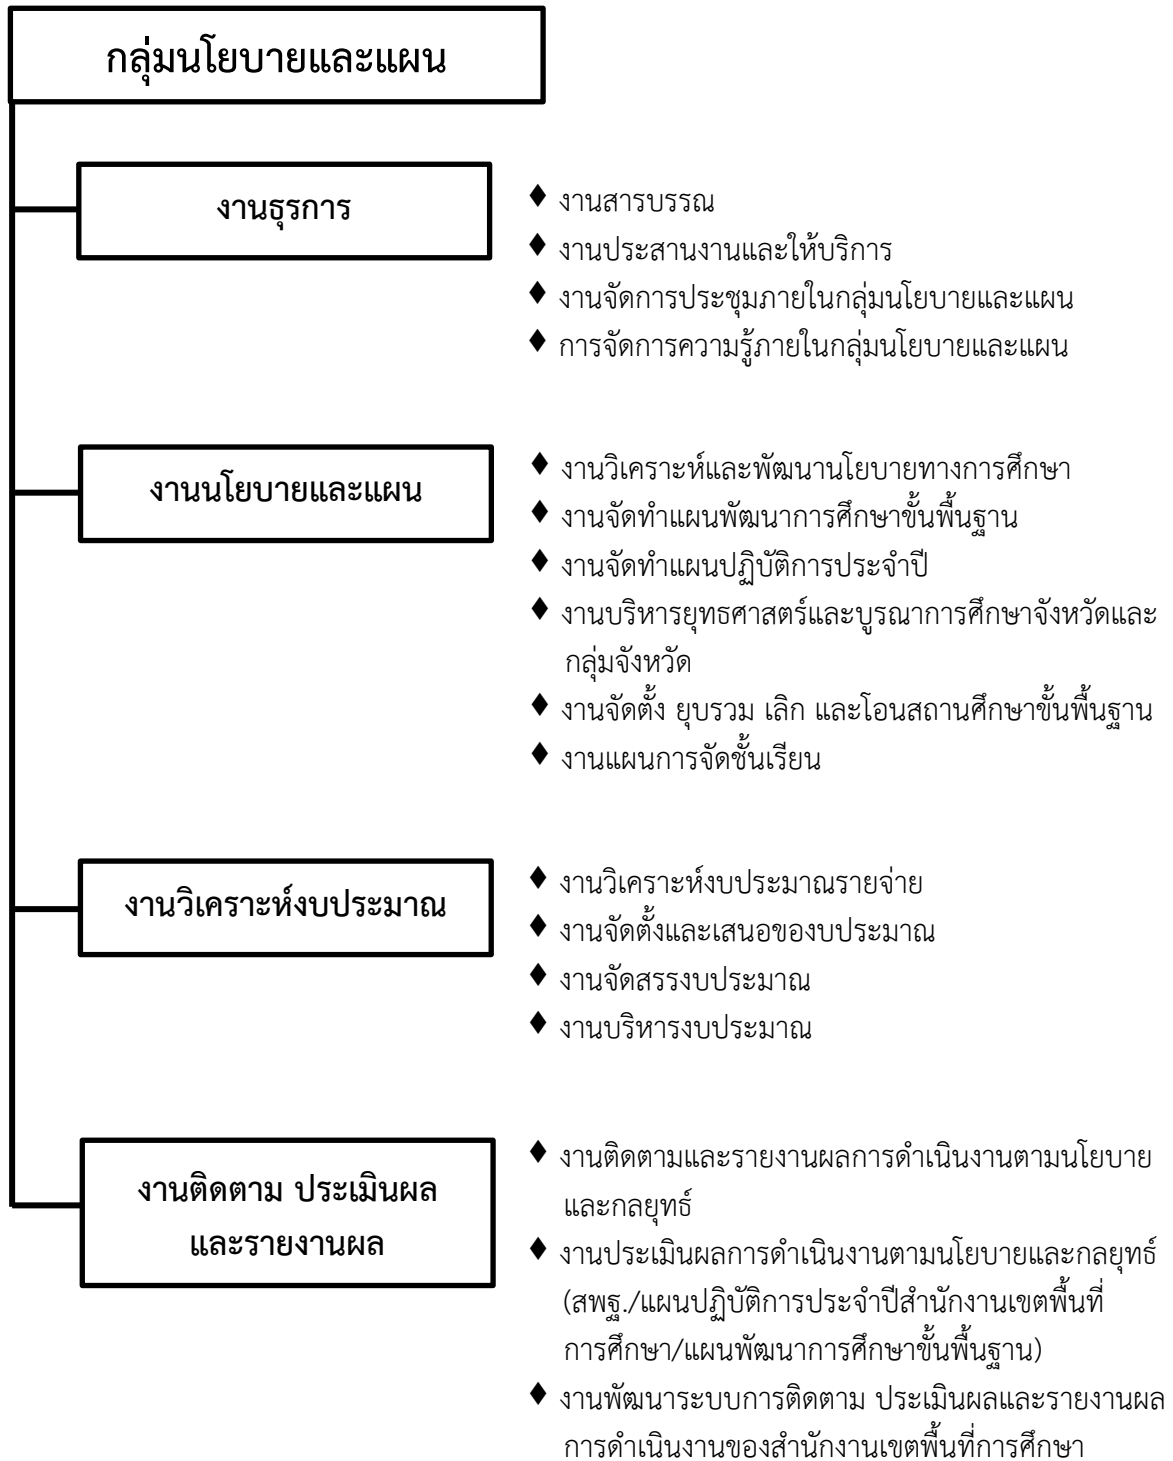 กลุ่มนโยบายและแผน
งานธุรการ
♦ งานสารบรรณ
♦ งานประสานงานและให้บริการ
♦ งานจัดการประชุมภายในกลุ่มนโยบายและแผน
♦ การจัดการความรู้ภายในกลุ่มนโยบายและแผน
งานนโยบายและแผน
♦ งานวิเคราะห์และพัฒนานโยบายทางการศึกษา
♦ งานจัดทำแผนพัฒนาการศึกษาขั้นพื้นฐาน
♦ งานจัดทำแผนปฏิบัติการประจำปี
♦ งานบริหารยุทธศาสตร์และบูรณาการศึกษาจังหวัดและ
กลุ่มจังหวัด
♦ งานจัดตั้ง ยุบรวม เลิก และโอนสถานศึกษาขั้นพื้นฐาน
♦ งานแผนการจัดชั้นเรียน
งานวิเคราะห์งบประมาณ
♦ งานวิเคราะห์งบประมาณรายจ่าย
♦ งานจัดตั้งและเสนอของบประมาณ
♦ งานจัดสรรงบประมาณ
♦ งานบริหารงบประมาณ
งานติดตาม ประเมินผล
และรายงานผล
♦ งานติดตามและรายงานผลการดำเนินงานตามนโยบาย
และกลยุทธ์
♦ งานประเมินผลการดำเนินงานตามนโยบายและกลยุทธ์
(สพฐ./แผนปฏิบัติการประจำปีสำนักงานเขตพื้นที่
การศึกษา/แผนพัฒนาการศึกษาขั้นพื้นฐาน)
♦ งานพัฒนาระบบการติดตาม ประเมินผลและรายงานผล
การดำเนินงานของสำนักงานเขตพื้นที่การศึกษา